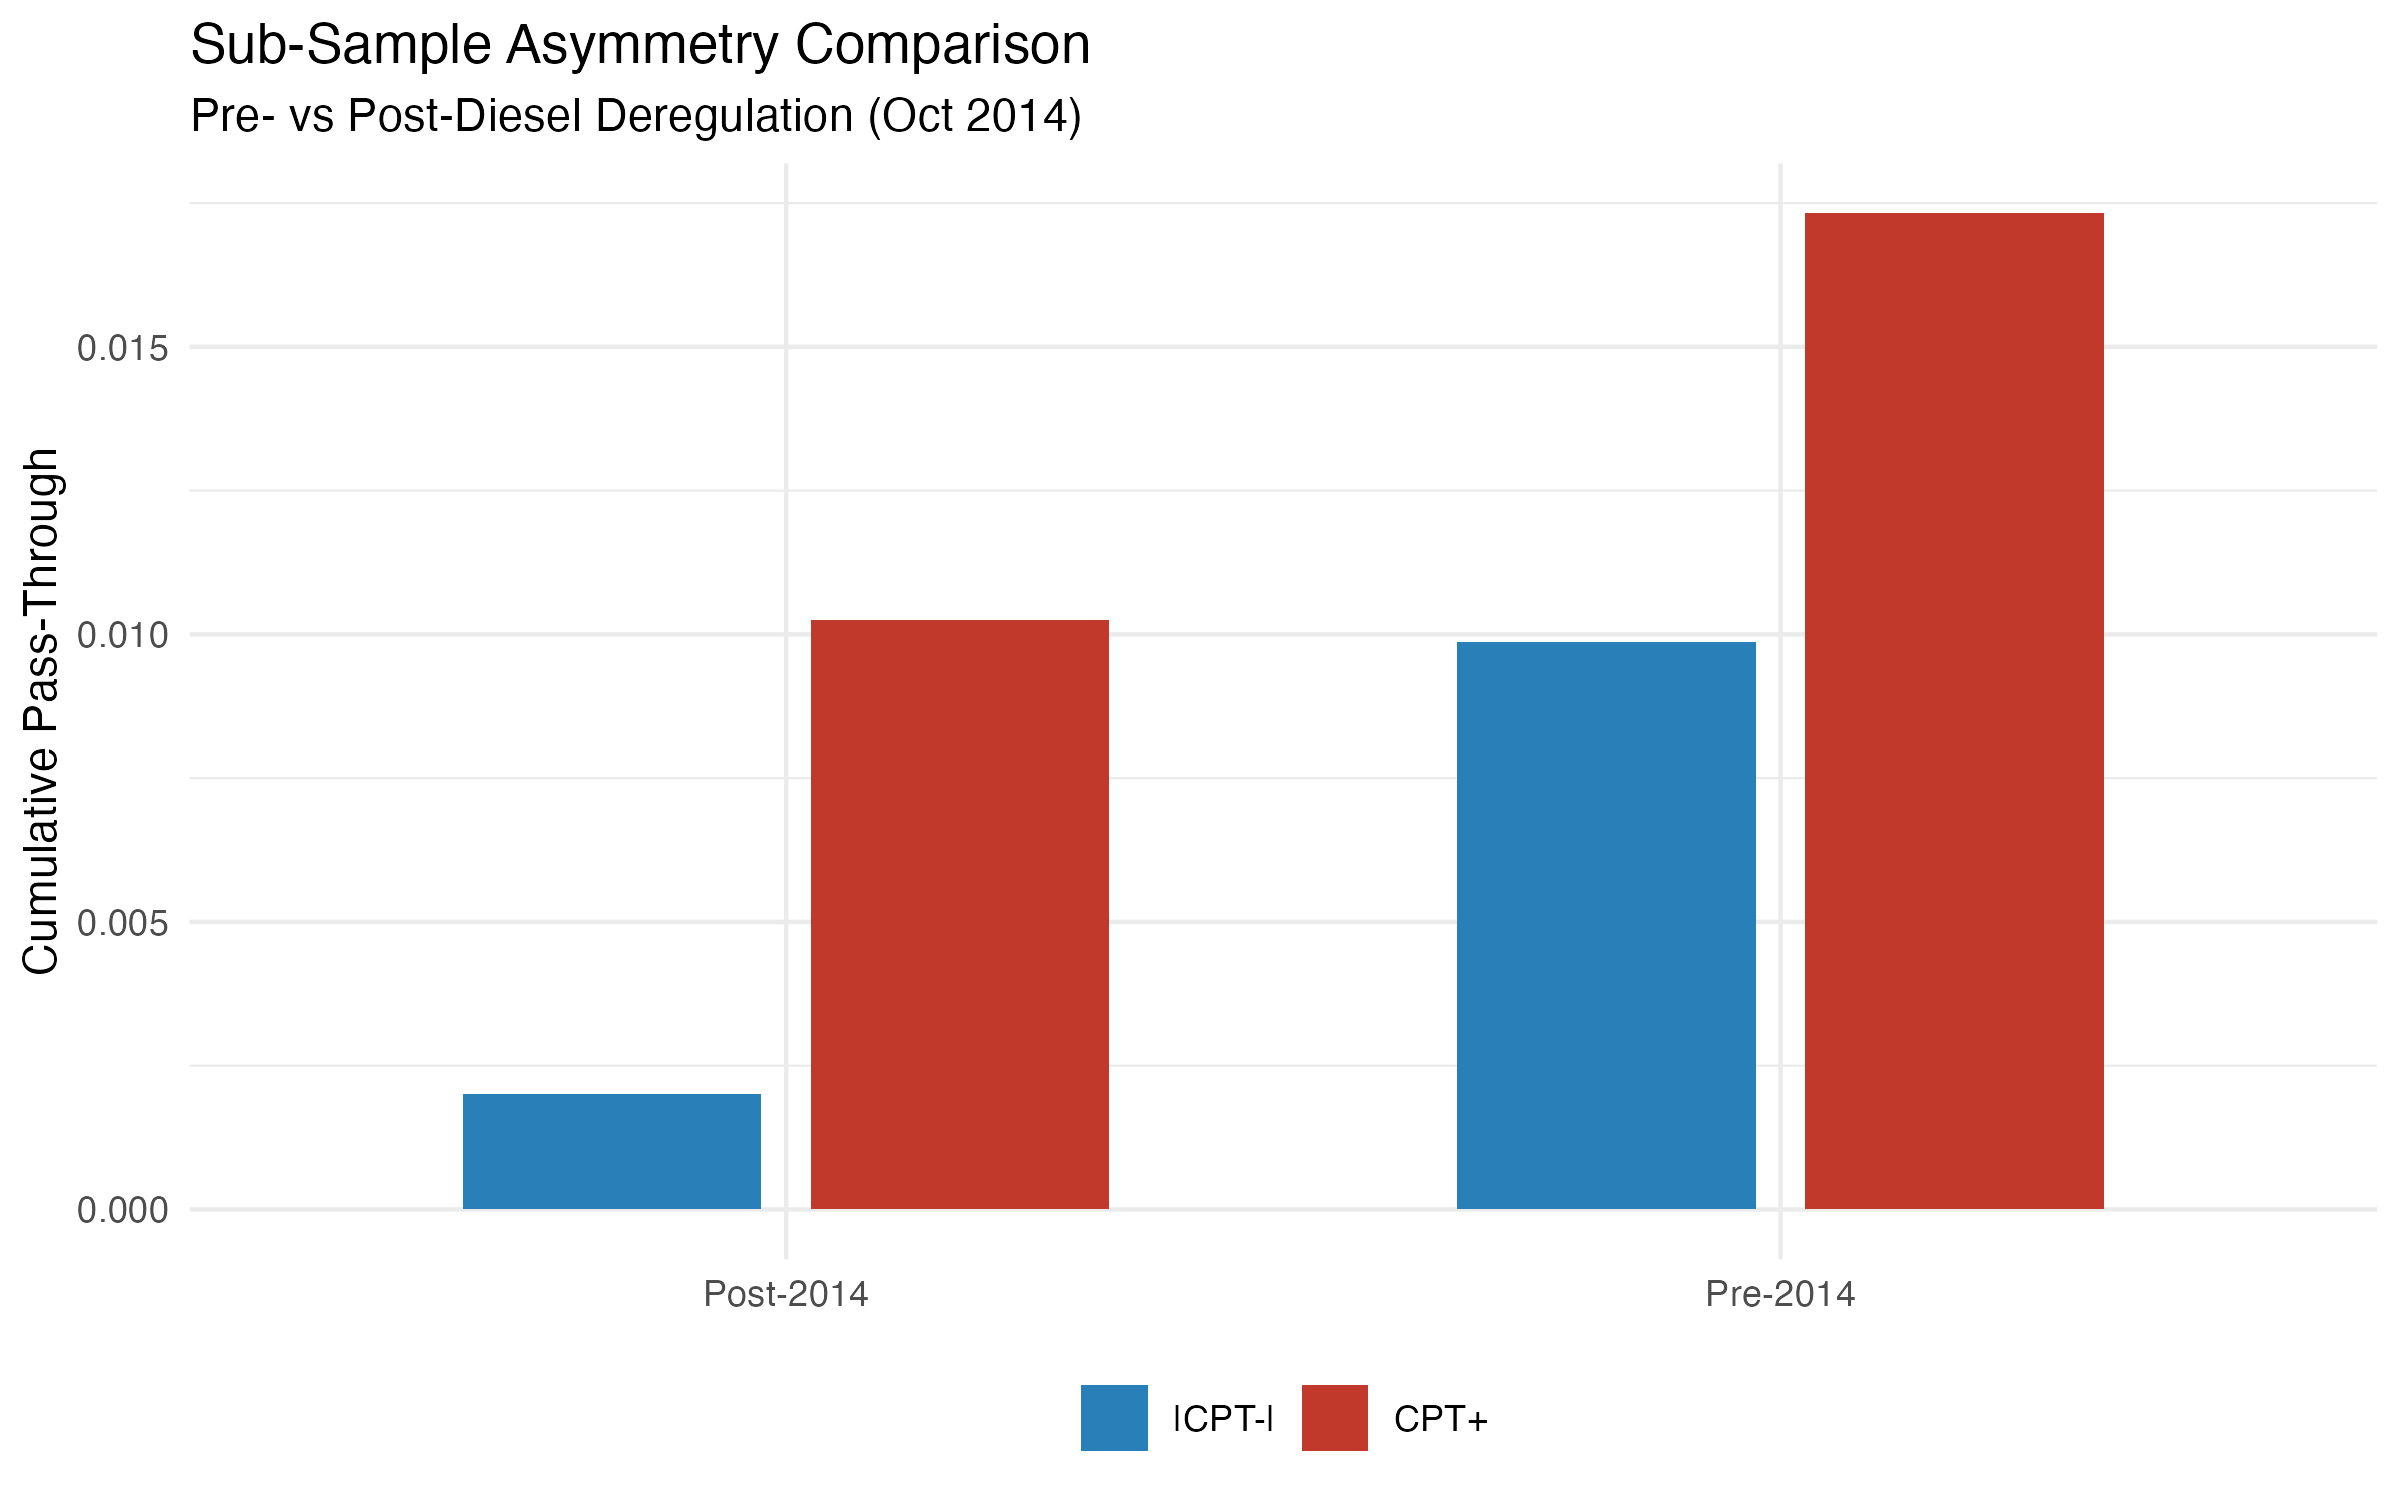 Sub-Sample Asymmetry Comparison
Pre- vs Post-Diesel Deregulation (Oct 2014)
Cumulative Pass-Through
0.015
0.010
0.005
0.000
Post-2014
Pre-2014
|CPT-|
CPT+